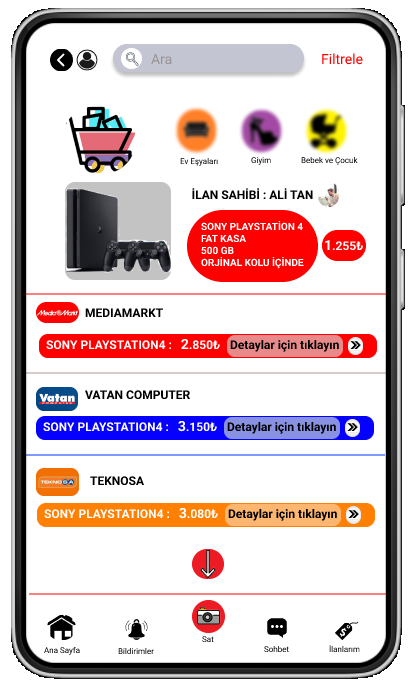 Ara
Filtrele
Ev Eşyaları
Giyim
Bebek ve Çocuk
İLAN SAHİBİ : ALİ TAN
SONY PLAYSTATİON 4
FAT KASA
500 GB
ORJİNAL KOLU İÇİNDE
1.255₺
MediaMarkt
MEDIAMARKT
SONY PLAYSTATION4 : 2.850₺ Detaylar için tıklayın
Vatan
VATAN COMPUTER
SONY PLAYSTATION4 : 3.150₺ Detaylar için tıklayın
TEKNOSA
TEKNOSA
SONY PLAYSTATION4 : 3.080₺ Detaylar için tıklayın
Ana Sayfa
Bildirimler
Sat
Sohbet
İlanlarım